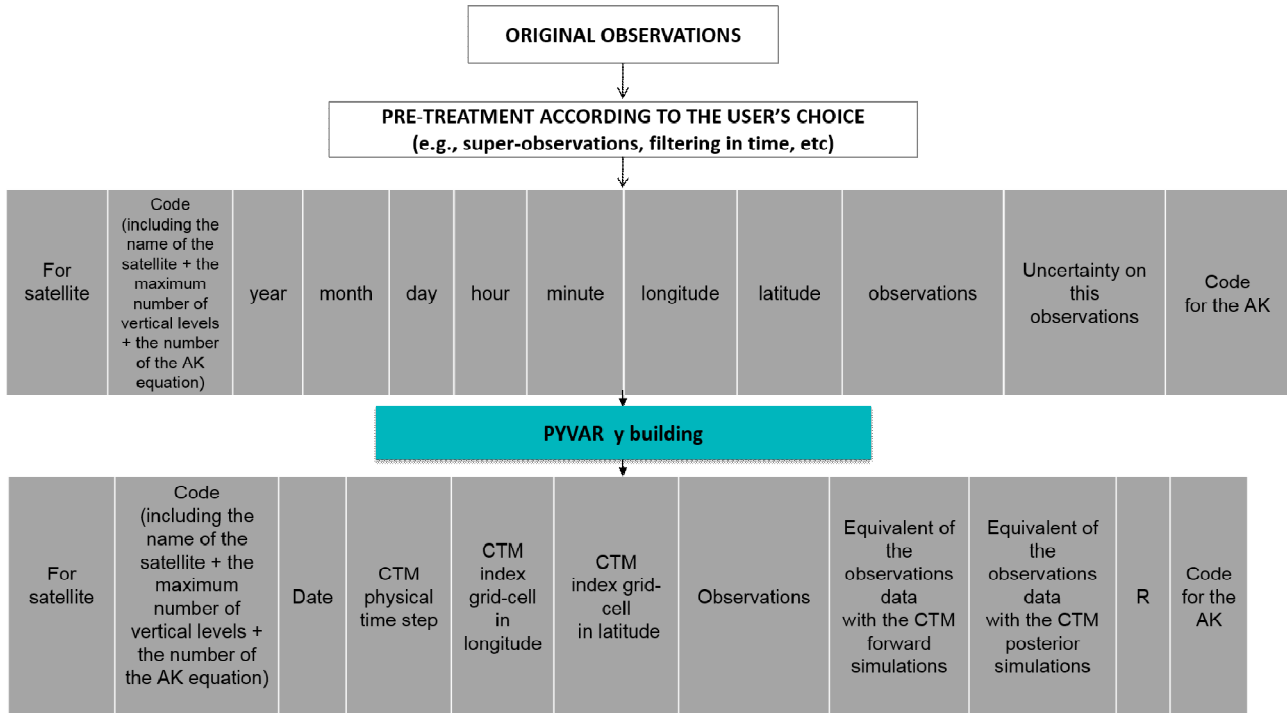 ORIGINAL OBSERVATIONS
PRE-TREATMENT ACCORDING TO THE USER'S CHOICE
(e.g., super-observations, filtering in time, etc)
For
satellite
Code
(including the
name of the
satellite + the
maximum
number of
vertical levels
+ the number
of the AK
equation)
year
month
day
hour
minute
longitude
latitude
observations
Uncertainty on
this
observations
Code
for the AK
PYVAR y building
For
satellite
Code
(including the
name of the
satellite + the
maximum
number of
vertical levels +
the number of
the AK equation)
Date
CTM
physical
time step
CTM
index
grid-cell
in
longitude
CTM
index grid-
cell
in latitude
Observations
Equivalent of
the
observations
data
with the CTM
forward
simulations
Equivalent of
the
observations
data
with the CTM
posterior
simulations
R
Code
for the
AK